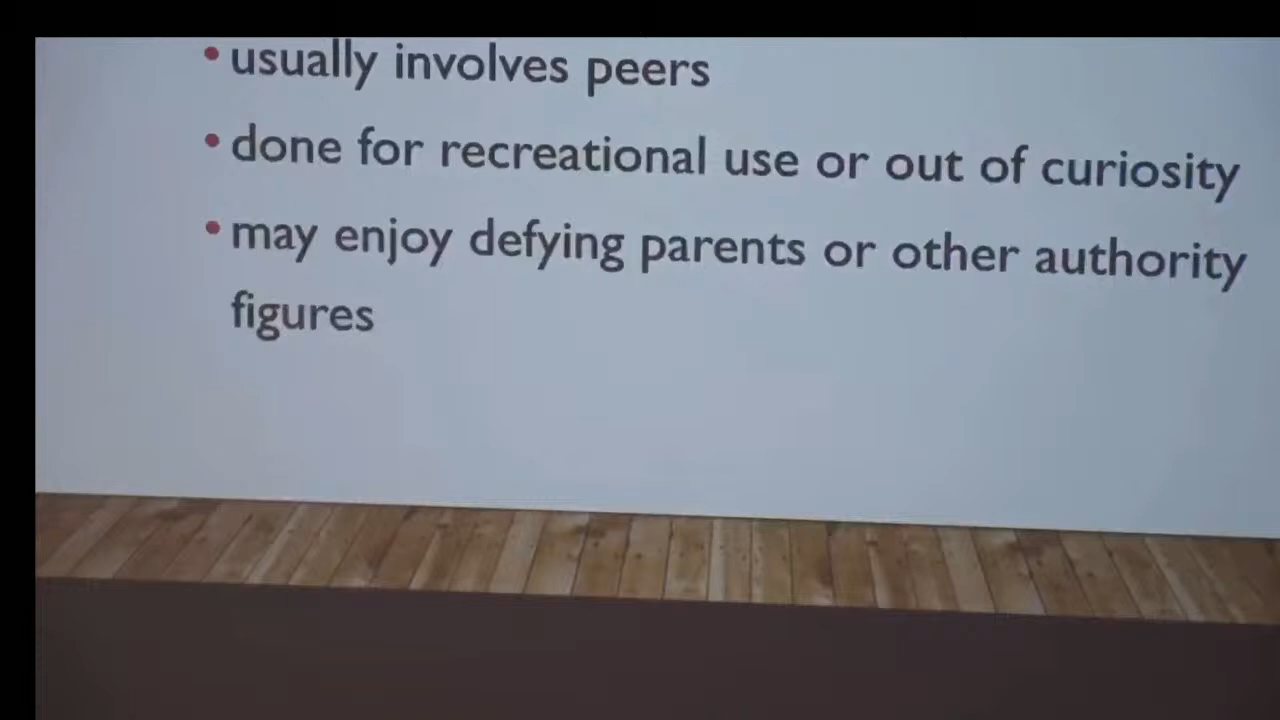 • usually involves peers
• done for recreational use or out of curiosity
• may enjoy defying parents or other authority
figures